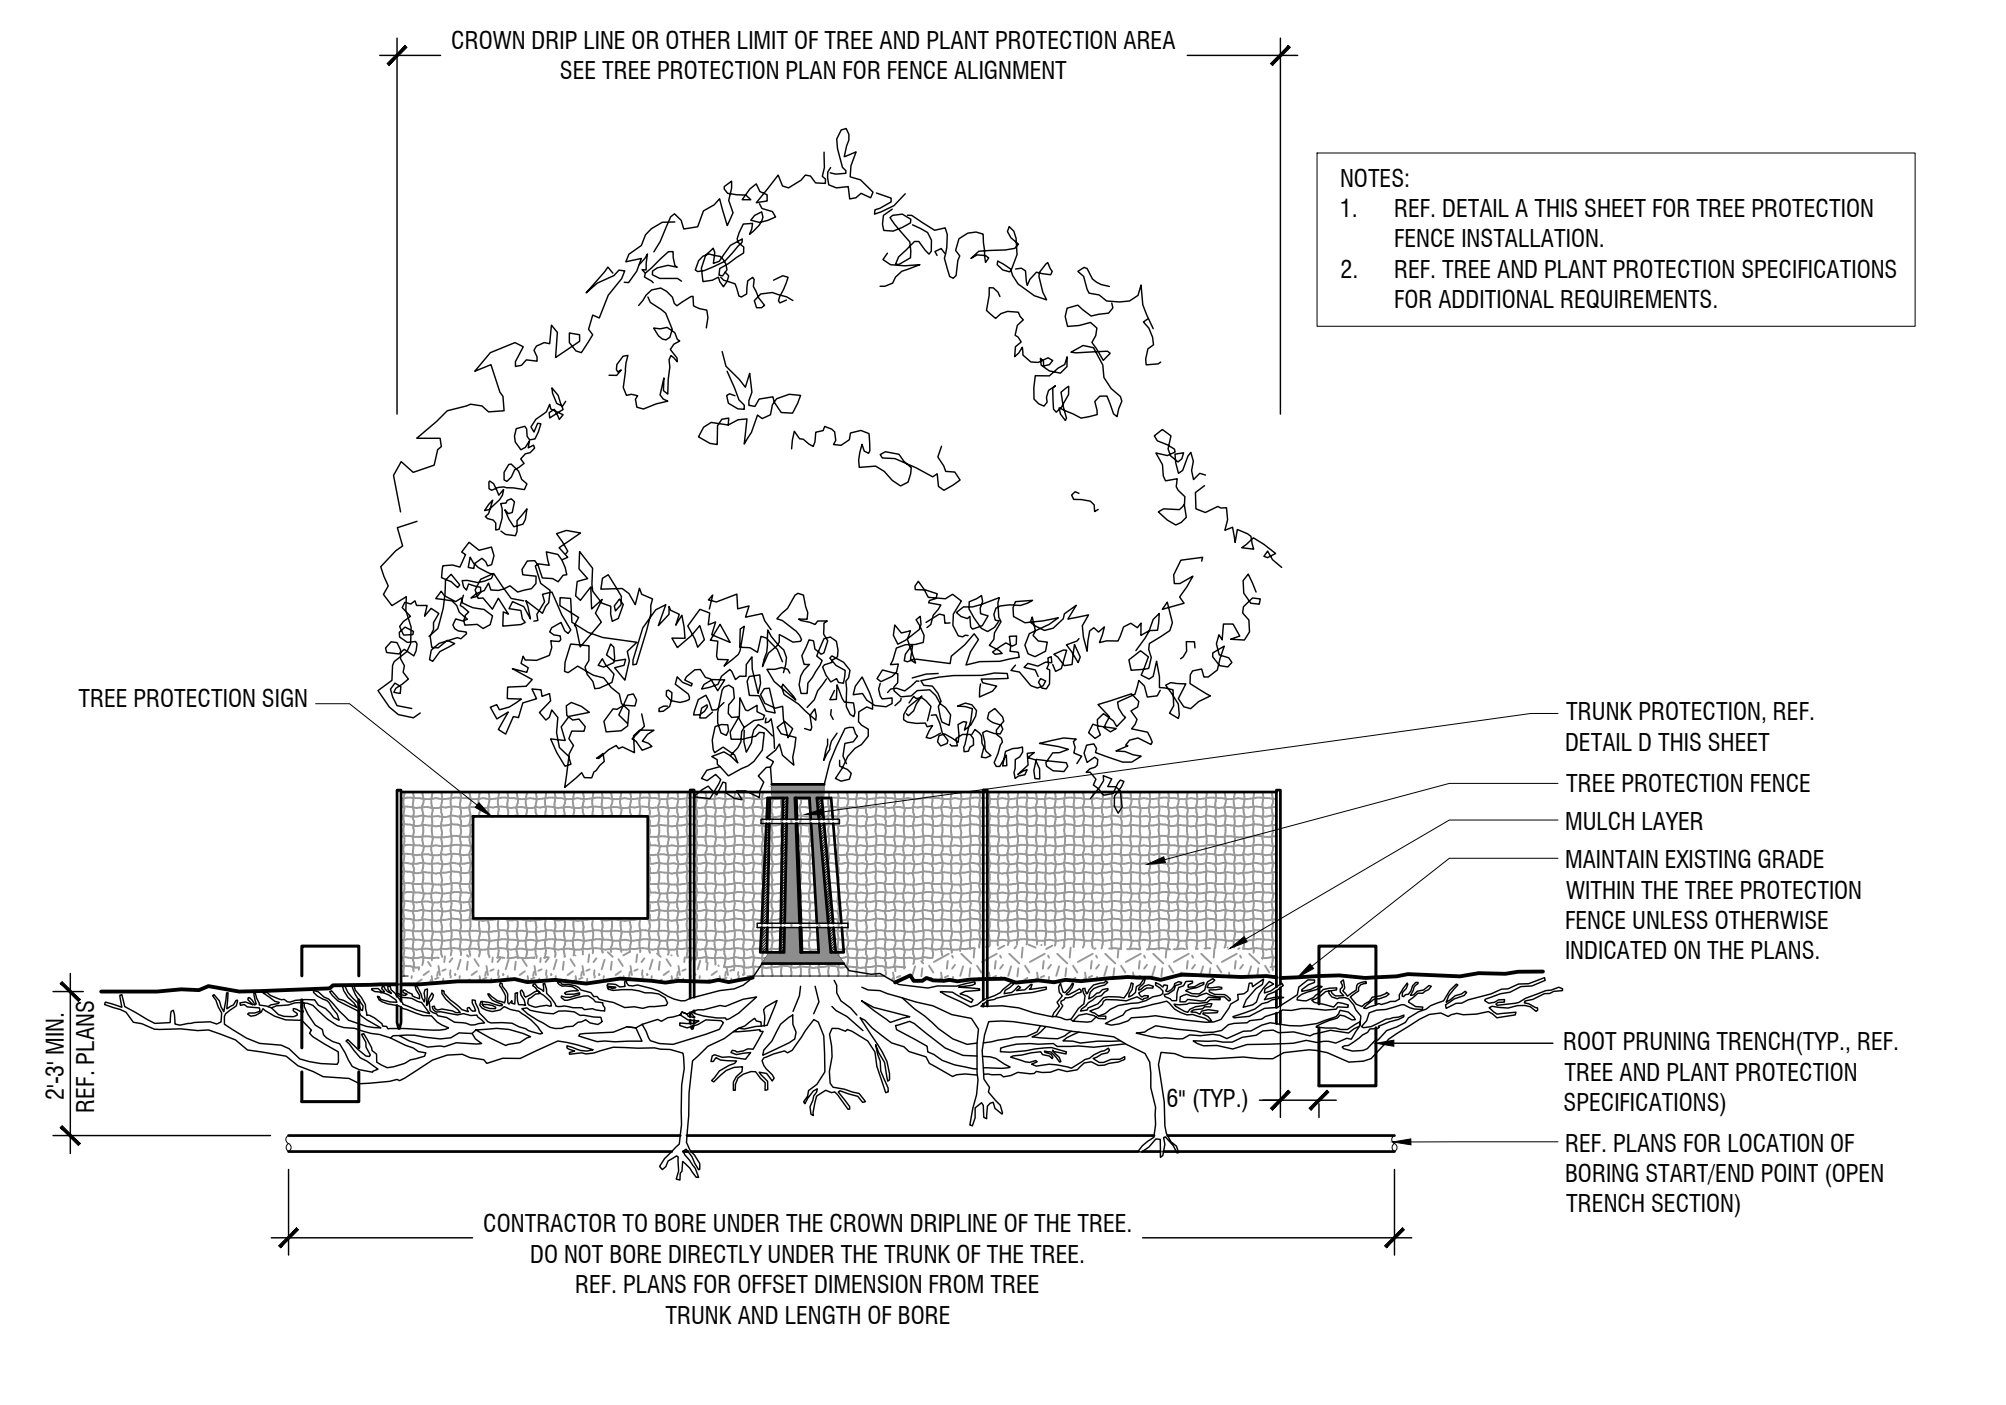 CROWN DRIP LINE OR OTHER LIMIT OF TREE AND PLANT PROTECTION AREA
SEE TREE PROTECTION PLAN FOR FENCE ALIGNMENT
NOTES:
1. REF. DETAIL A THIS SHEET FOR TREE PROTECTION
FENCE INSTALLATION.
2. REF. TREE AND PLANT PROTECTION SPECIFICATIONS
FOR ADDITIONAL REQUIREMENTS.
TREE PROTECTION SIGN
TRUNK PROTECTION, REF.
DETAIL D THIS SHEET
TREE PROTECTION FENCE
MULCH LAYER
MAINTAIN EXISTING GRADE
WITHIN THE TREE PROTECTION
FENCE UNLESS OTHERWISE
INDICATED ON THE PLANS.
2'-3' MIN.
REF. PLANS
ROOT PRUNING TRENCH(TYP., REF.
TREE AND PLANT PROTECTION
SPECIFICATIONS)
6" (TYP.)
REF. PLANS FOR LOCATION OF
BORING START/END POINT (OPEN
TRENCH SECTION)
CONTRACTOR TO BORE UNDER THE CROWN DRIPLINE OF THE TREE.
DO NOT BORE DIRECTLY UNDER THE TRUNK OF THE TREE.
REF. PLANS FOR OFFSET DIMENSION FROM TREE
TRUNK AND LENGTH OF BORE